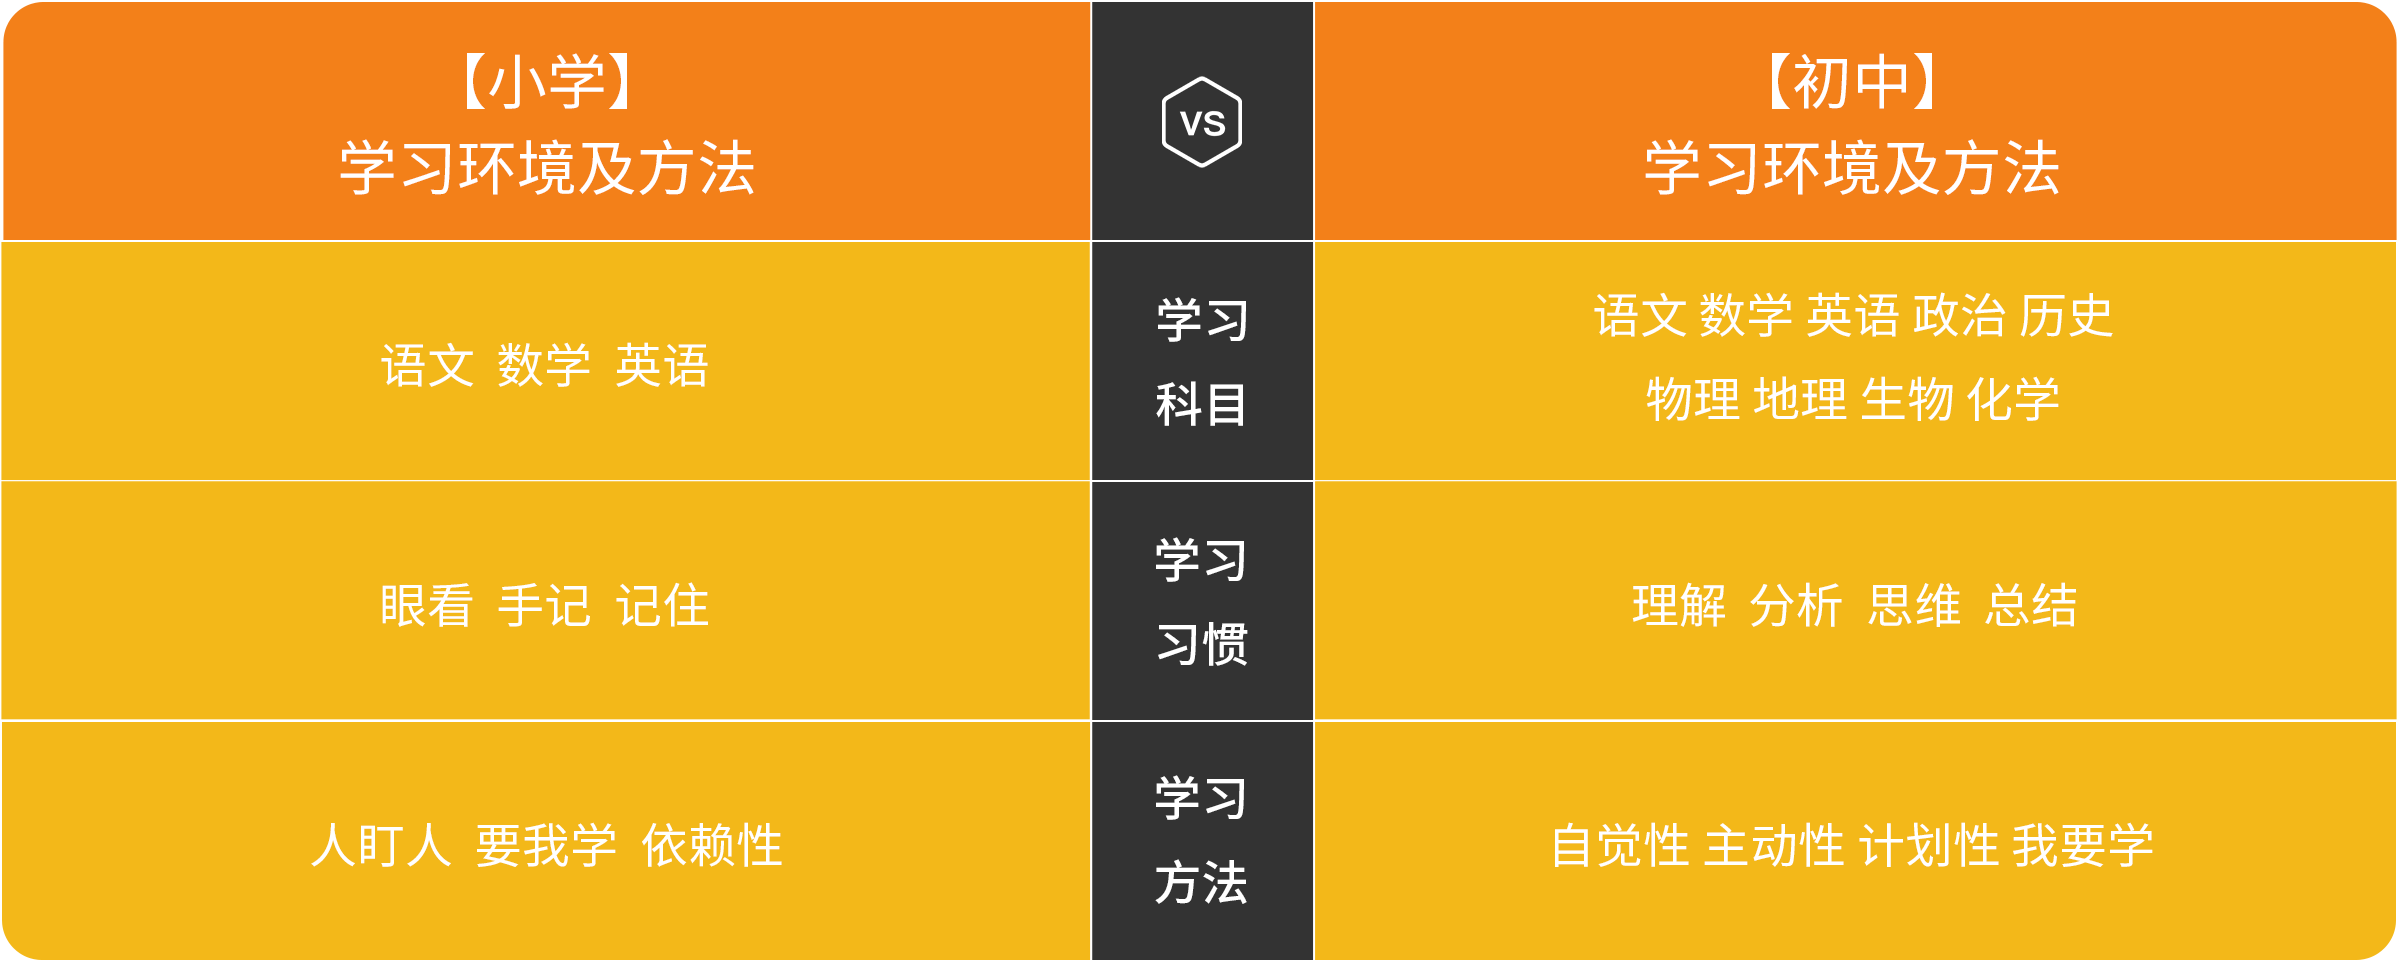 【小学】
学习环境及方法
VS
【初中】
学习环境及方法
语文 数学 英语
学习
科目
语文 数学 英语 政治 历史
物理 地理 生物 化学
眼看 手记 记住
学习
习惯
理解 分析 思维 总结
人盯人 要我学 依赖性
学习
方法
自觉性 主动性 计划性 我要学